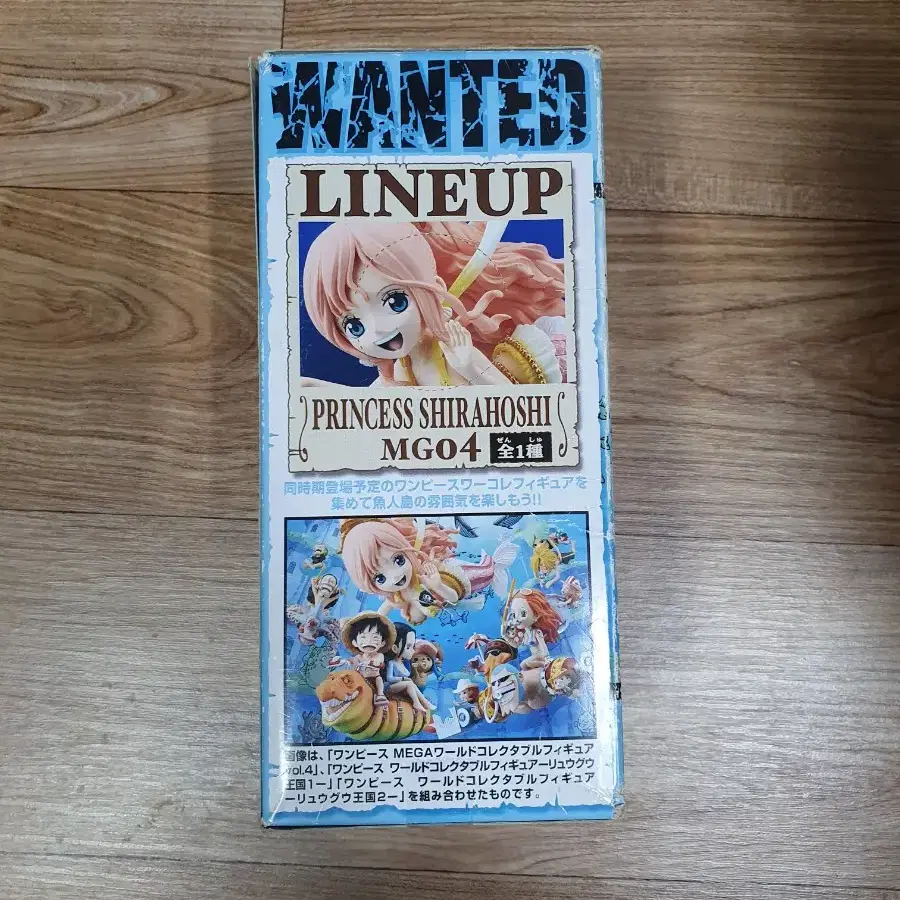 WANTED
LINEUP
PRINCESS SHIRAHOSHI
ぜん しゅ
MG04 全1種
同時期登場予定のワンピースワーコレフィギュアを
集めて魚人島の雰囲気を楽しもう!!
画像は、「ワンピース MEGAワールドコレクタブルフィギュア
vol.4」、「ワンピース ワールドコレクタブルフィギュアーリュウグウ
王国1ー」「ワンピース ワールドコレクタブルフィギュア
ーリュウグウ王国2ー」を組み合わせたものです。